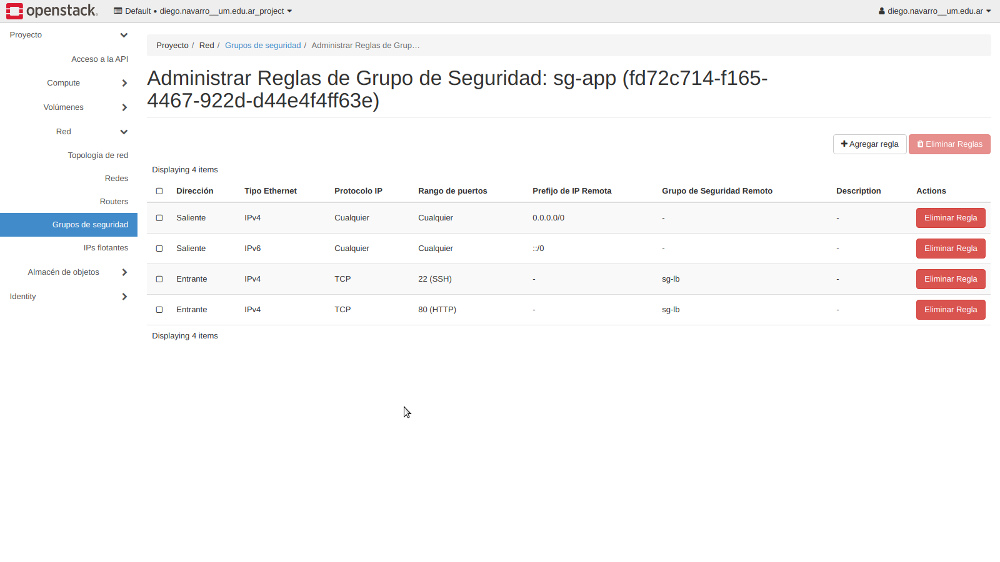 openstack. Default • diego.navarro__um.edu.ar_project diego.navarro__um.edu.ar
Proyecto
Acceso a la API
Compute
Volúmenes
Red
Topología de red
Redes
Routers
Grupos de seguridad
IPs flotantes
Almacén de objetos
Identity
Proyecto / Red / Grupos de seguridad / Administrar Reglas de Grup…
Administrar Reglas de Grupo de Seguridad: sg-app (fd72c714-f165-
4467-922d-d44e4f4ff63e)
Agregar regla Eliminar Reglas
Displaying 4 items
Dirección Tipo Ethernet Protocolo IP Rango de puertos Prefijo de IP Remota Grupo de Seguridad Remoto Description Actions
Saliente IPv4 Cualquier Cualquier 0.0.0.0/0 - - Eliminar Regla
Saliente IPv6 Cualquier Cualquier ::/0 - - Eliminar Regla
Entrante IPv4 TCP 22 (SSH) - sg-lb - Eliminar Regla
Entrante IPv4 TCP 80 (HTTP) - sg-lb - Eliminar Regla
Displaying 4 items